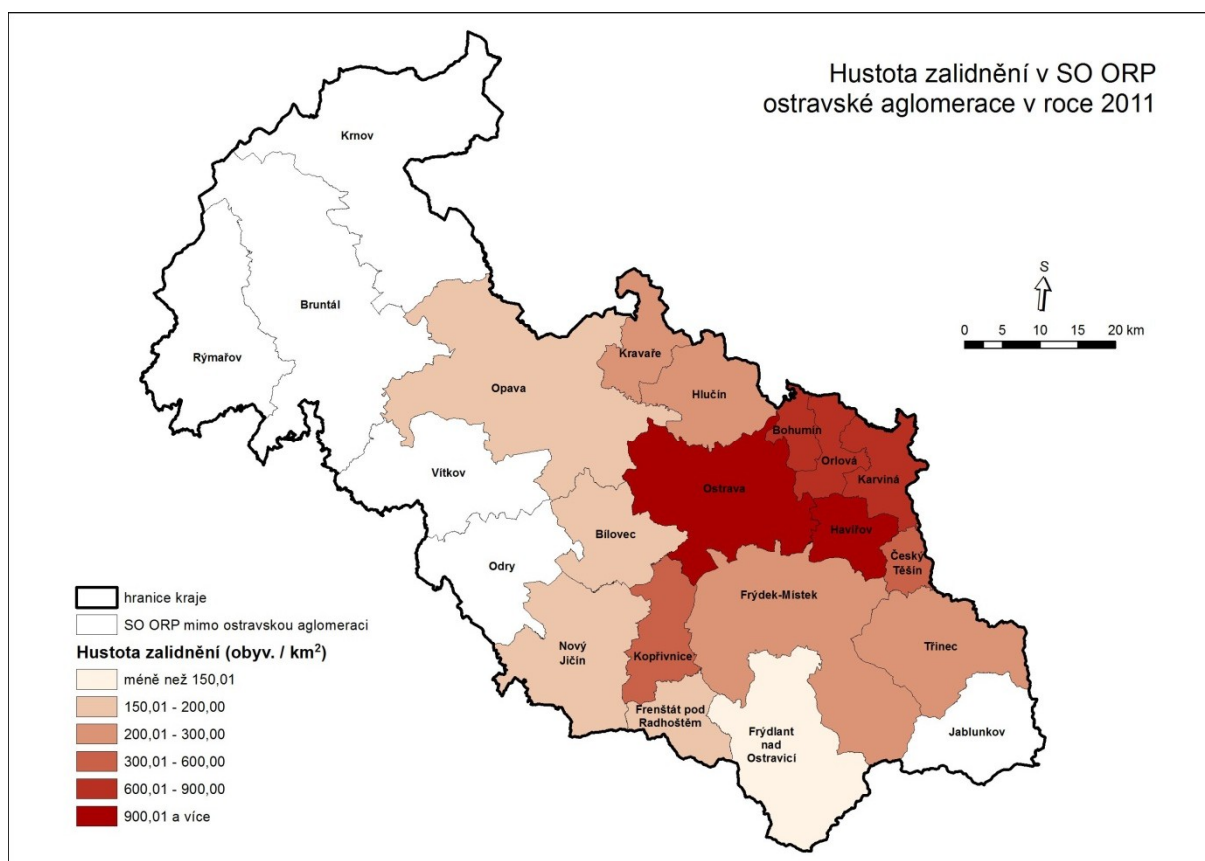 Hustota zalidnění v SO ORP
ostravské aglomerace v roce 2011
Krnov
S
0 5 10 15 20 km
Bruntál
Rýmařov
Kravaře
Opava
Hlučín
Bohumín
Orlová
Vítkov
Karviná
Ostrava
Havířov
Bílovec
Český
Těšín
Odry
Frýdek-Místek
Nový
Jičín
Kopřivnice
Třinec
Frenštát pod
Radhoštěm
Frýdlant
nad
Ostravicí
Jablunkov
hranice kraje
SO ORP mimo ostravskou aglomeraci
Hustota zalidnění (obyv. / km²)
méně než 150,01
150,01 - 200,00
200,01 - 300,00
300,01 - 600,00
600,01 - 900,00
900,01 a více